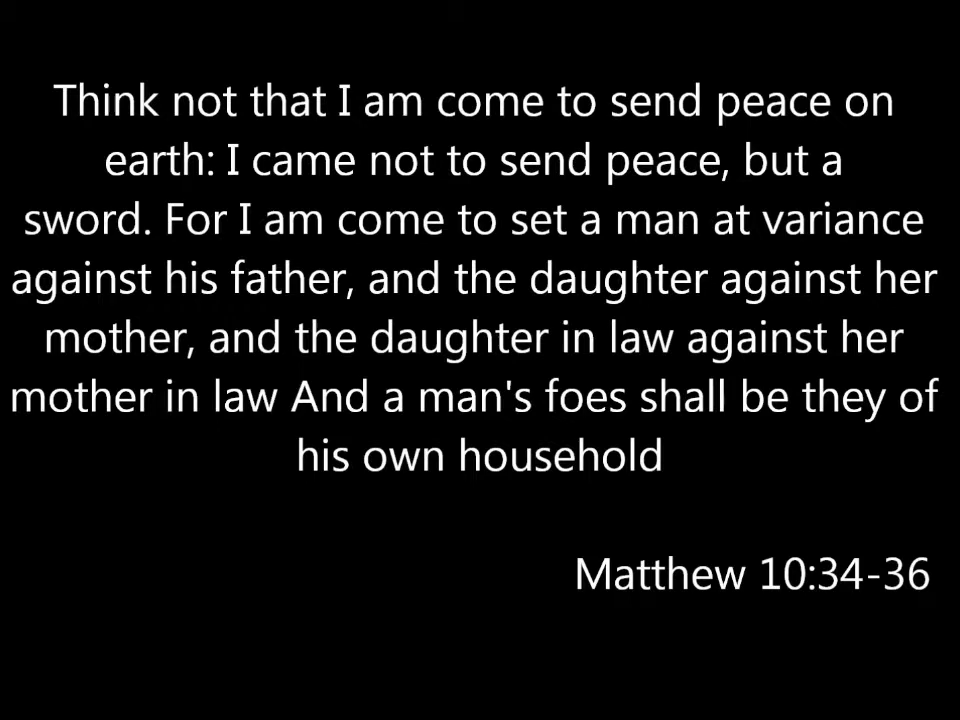 Think not that I am come to send peace on
earth: I came not to send peace, but a
sword. For I am come to set a man at variance
against his father, and the daughter against her
mother, and the daughter in law against her
mother in law And a man's foes shall be they of
his own household
Matthew 10:34-36